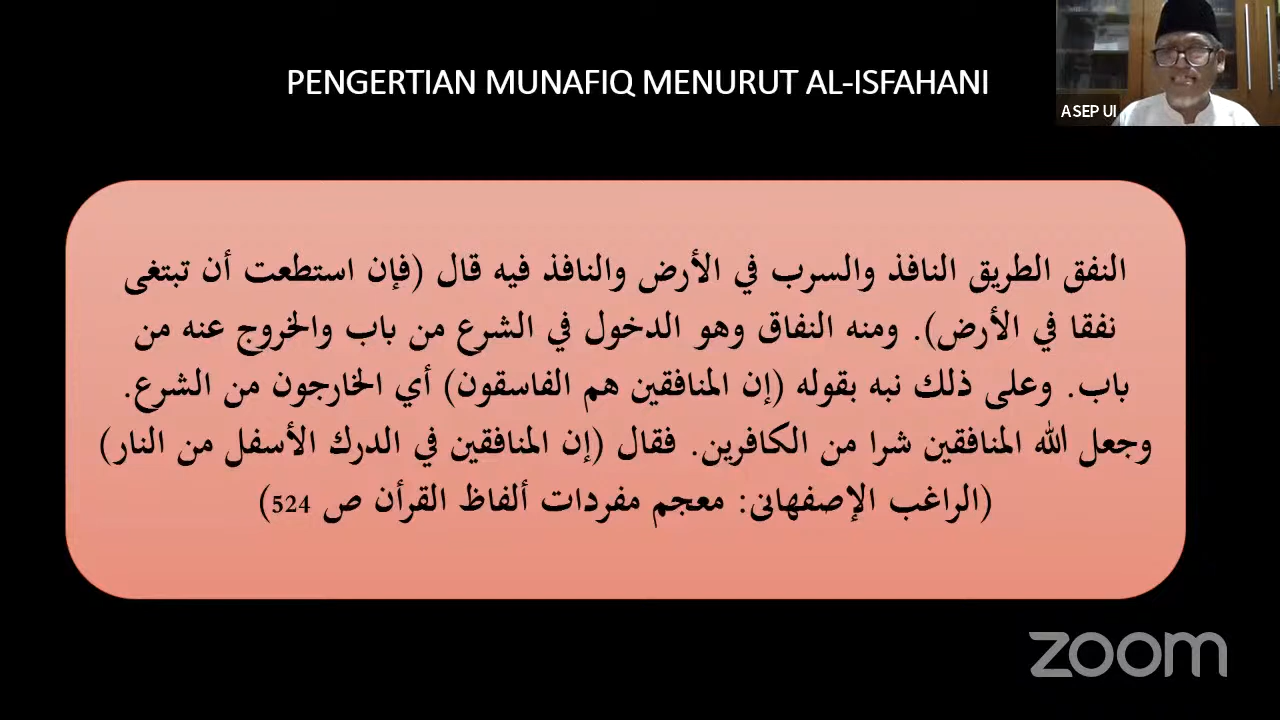 PENGERTIAN MUNAFIQ MENURUT AL-ISFAHANI
ASEP UI
النفق الطريق النافذ والسرب في الأرض والنافذ فيه قال (فإن استطعت أن تبتغى
نفقا في الأرض). ومنه النفاق وهو الدخول في الشرع من باب والخروج عنه من
باب. وعلى ذلك نبه بقوله (إن المنافقين هم الفاسقون) أي الخارجون من الشرع.
وجعل الله المنافقين شرا من الكافرين. فقال (إن المنافقين في الدرك الأسفل من النار)
(الراغب الإصفهانى: معجم مفردات ألفاظ القرأن ص 524)
zoom